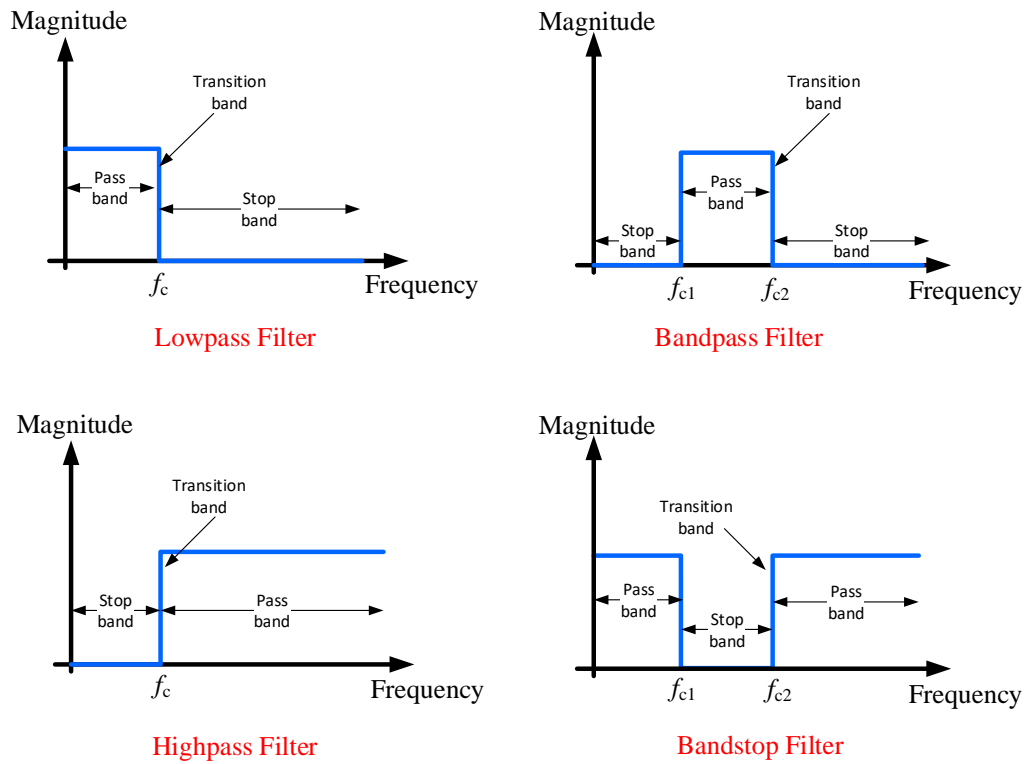 Magnitude
Transition
band
Pass
band
Stop
band
fc
Frequency
Lowpass Filter
Magnitude
Transition
band
Pass
band
Stop
band
Stop
band
fc1
fc2
Frequency
Bandpass Filter
Magnitude
Transition
band
Stop
band
Pass
band
fc
Frequency
Highpass Filter
Magnitude
Transition
band
Pass
band
Stop
band
Pass
band
fc1
fc2
Frequency
Bandstop Filter